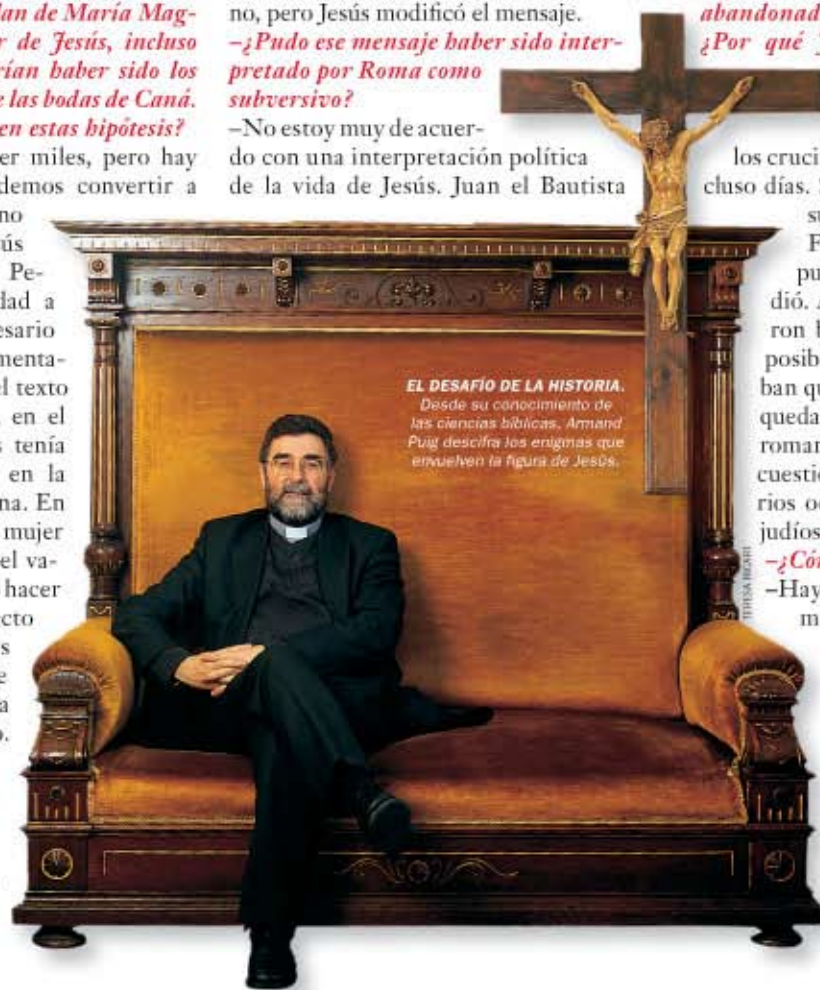 lan de María Mag-
r de Jesús, incluso
rían haber sido los
e las bodas de Caná.
en estas hipótesis?
er miles, pero hay
demos convertir a
no
ús
Pe-
dad a
esario
menta-
el texto
en el
s tenía
en la
na. En
mujer
el va-
hacer
cto
s
e
a
no, pero Jesús modificó el mensaje.
–¿Pudo ese mensaje haber sido inter-
pretado por Roma como
subversivo?
–No estoy muy de acuer-
do con una interpretación política
de la vida de Jesús. Juan el Bautista
EL DESAFÍO DE LA HISTORIA.
Desde su conocimiento de
las ciencias bíblicas, Armand
Puig descifra los enigmas que
envuelven la figura de Jesús.
abandonad
¿Por qué
los cruci
cluso días.
su
F
pu
dió. A
ron b
posib
ban qu
queda
roman
cuestio
rios o
judíos
–¿Cón
–Hay
m